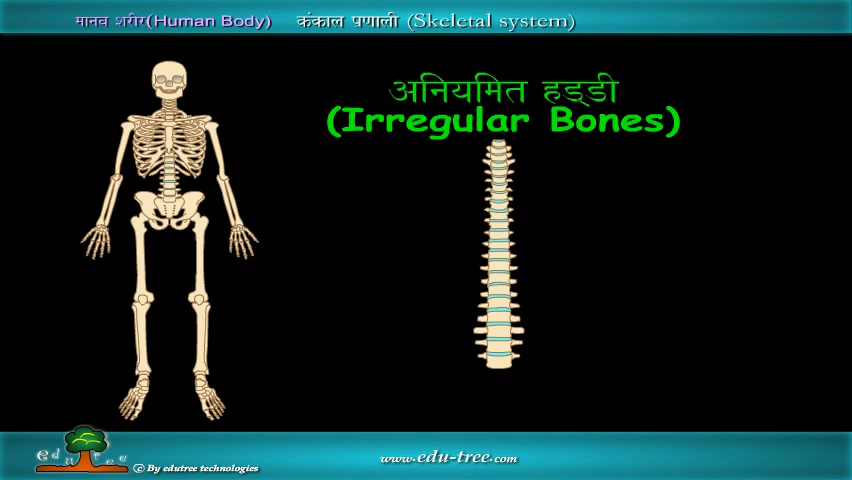 मानव शरीर(Human Body) कंकाल प्रणाली (Skeletal system)
अनियमित हड्डी
(Irregular Bones)
edutree
© By edutree technologies
www.edu-tree.com